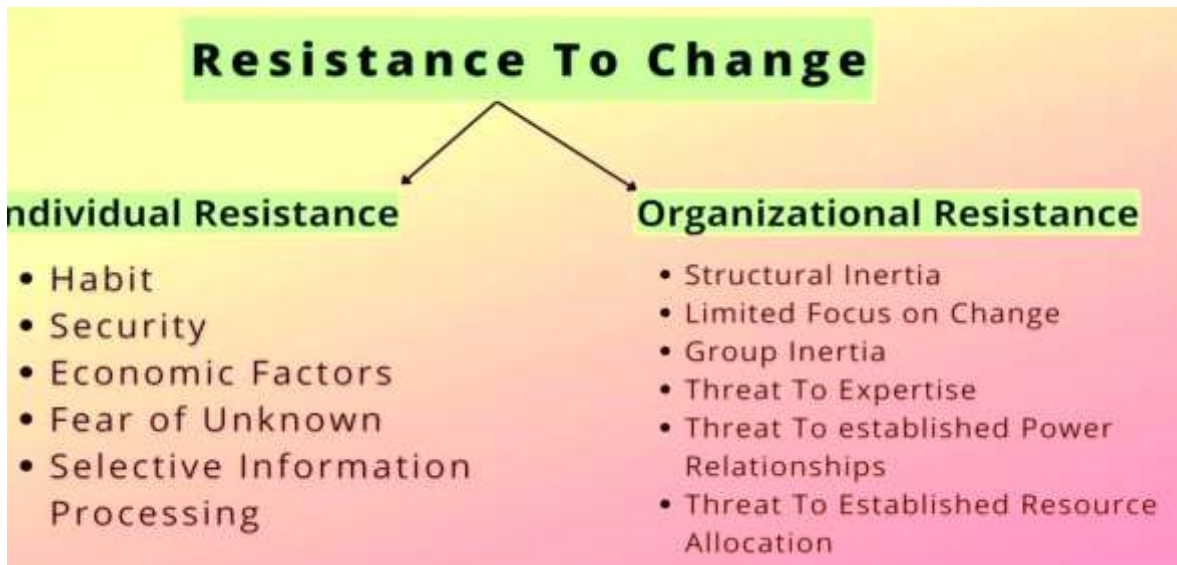 Resistance To Change
ndividual Resistance
• Habit
• Security
• Economic Factors
• Fear of Unknown
• Selective Information
Processing
Organizational Resistance
• Structural Inertia
• Limited Focus on Change
• Group Inertia
• Threat To Expertise
• Threat To established Power
Relationships
• Threat To Established Resource
Allocation